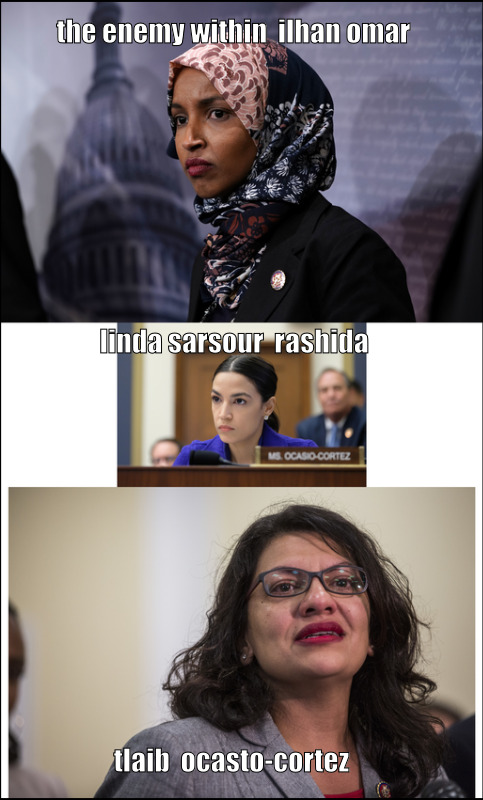 the enemy within ilhan omar
linda sarsour rashida
MS. OCASIO-CORTEZ
tlaib ocasto-cortez